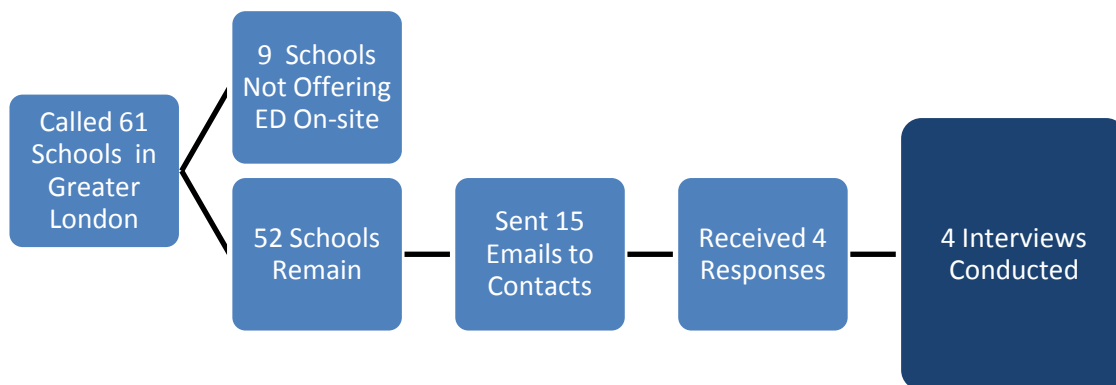 Called 61
Schools in
Greater
London
9 Schools
Not Offering
ED On-site
52 Schools
Remain
Sent 15
Emails to
Contacts
Received 4
Responses
4 Interviews
Conducted